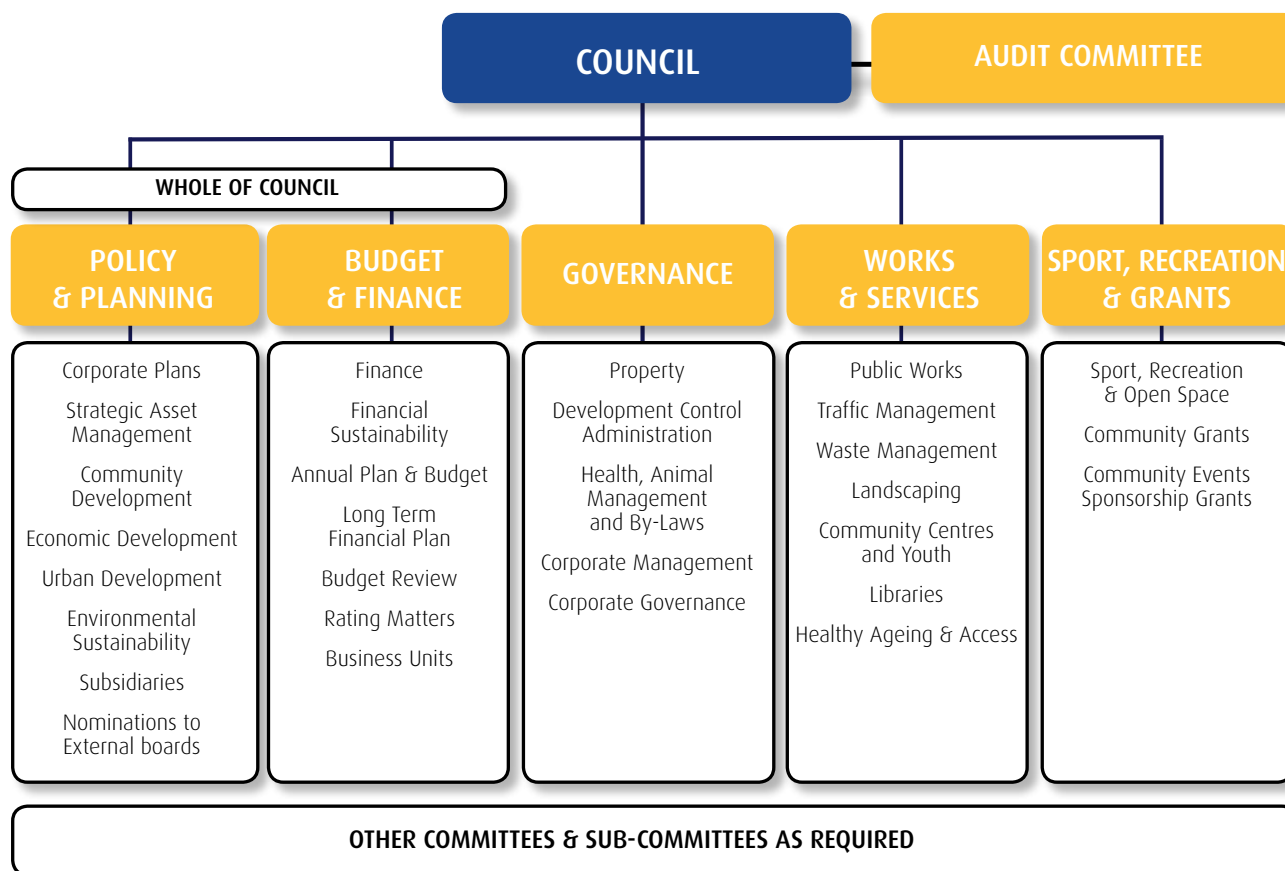 COUNCIL
AUDIT COMMITTEE
WHOLE OF COUNCIL
POLICY
& PLANNING
BUDGET
& FINANCE
GOVERNANCE
WORKS
& SERVICES
SPORT, RECREATION
& GRANTS
Corporate Plans
Strategic Asset
Management
Community
Development
Economic Development
Urban Development
Environmental
Sustainability
Subsidiaries
Nominations to
External boards
Finance
Financial
Sustainability
Annual Plan & Budget
Long Term
Financial Plan
Budget Review
Rating Matters
Business Units
Property
Development Control
Administration
Health, Animal
Management
and By-Laws
Corporate Management
Corporate Governance
Public Works
Traffic Management
Waste Management
Landscaping
Community Centres
and Youth
Libraries
Healthy Ageing & Access
Sport, Recreation
& Open Space
Community Grants
Community Events
Sponsorship Grants
OTHER COMMITTEES & SUB-COMMITTEES AS REQUIRED